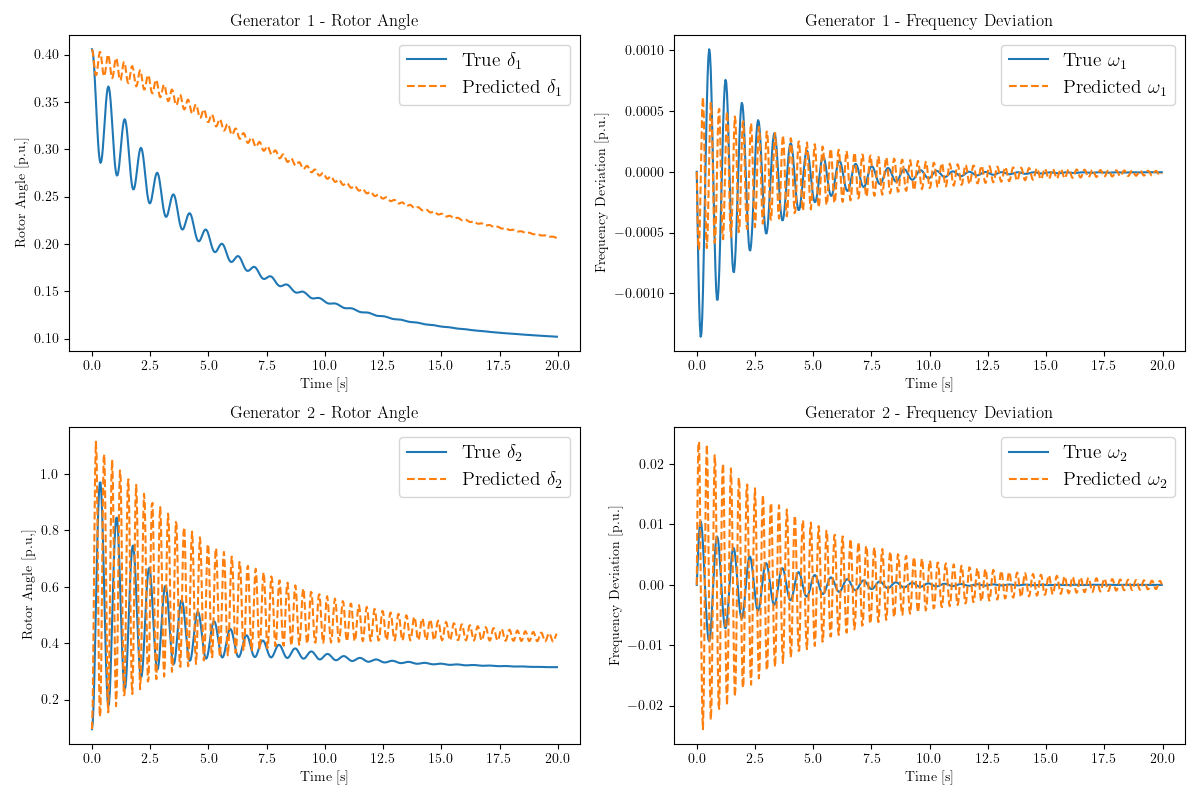 Generator 1 - Rotor Angle
True δ₁
Predicted δ₁
0.40
0.35
0.30
0.25
0.20
0.15
0.10
Rotor Angle [p.u,]
0.0 2.5 5.0 7.5 10.0 12.5 15.0 17.5 20.0
Time [s]
Generator 1 - Frequency Deviation
True ω₁
Predicted ω₁
0.0010
0.0005
0.0000
−0.0005
−0.0010
Frequency Deviation [p.u.]
0.0 2.5 5.0 7.5 10.0 12.5 15.0 17.5 20.0
Time [s]
Generator 2 - Rotor Angle
True δ₂
Predicted δ₂
1.0
0.8
0.6
0.4
0.2
Rotor Angle [p.u,]
0.0 2.5 5.0 7.5 10.0 12.5 15.0 17.5 20.0
Time [s]
Generator 2 - Frequency Deviation
True ω₂
Predicted ω₂
0.02
0.01
0.00
−0.01
−0.02
Frequency Deviation [p.u.]
0.0 2.5 5.0 7.5 10.0 12.5 15.0 17.5 20.0
Time [s]